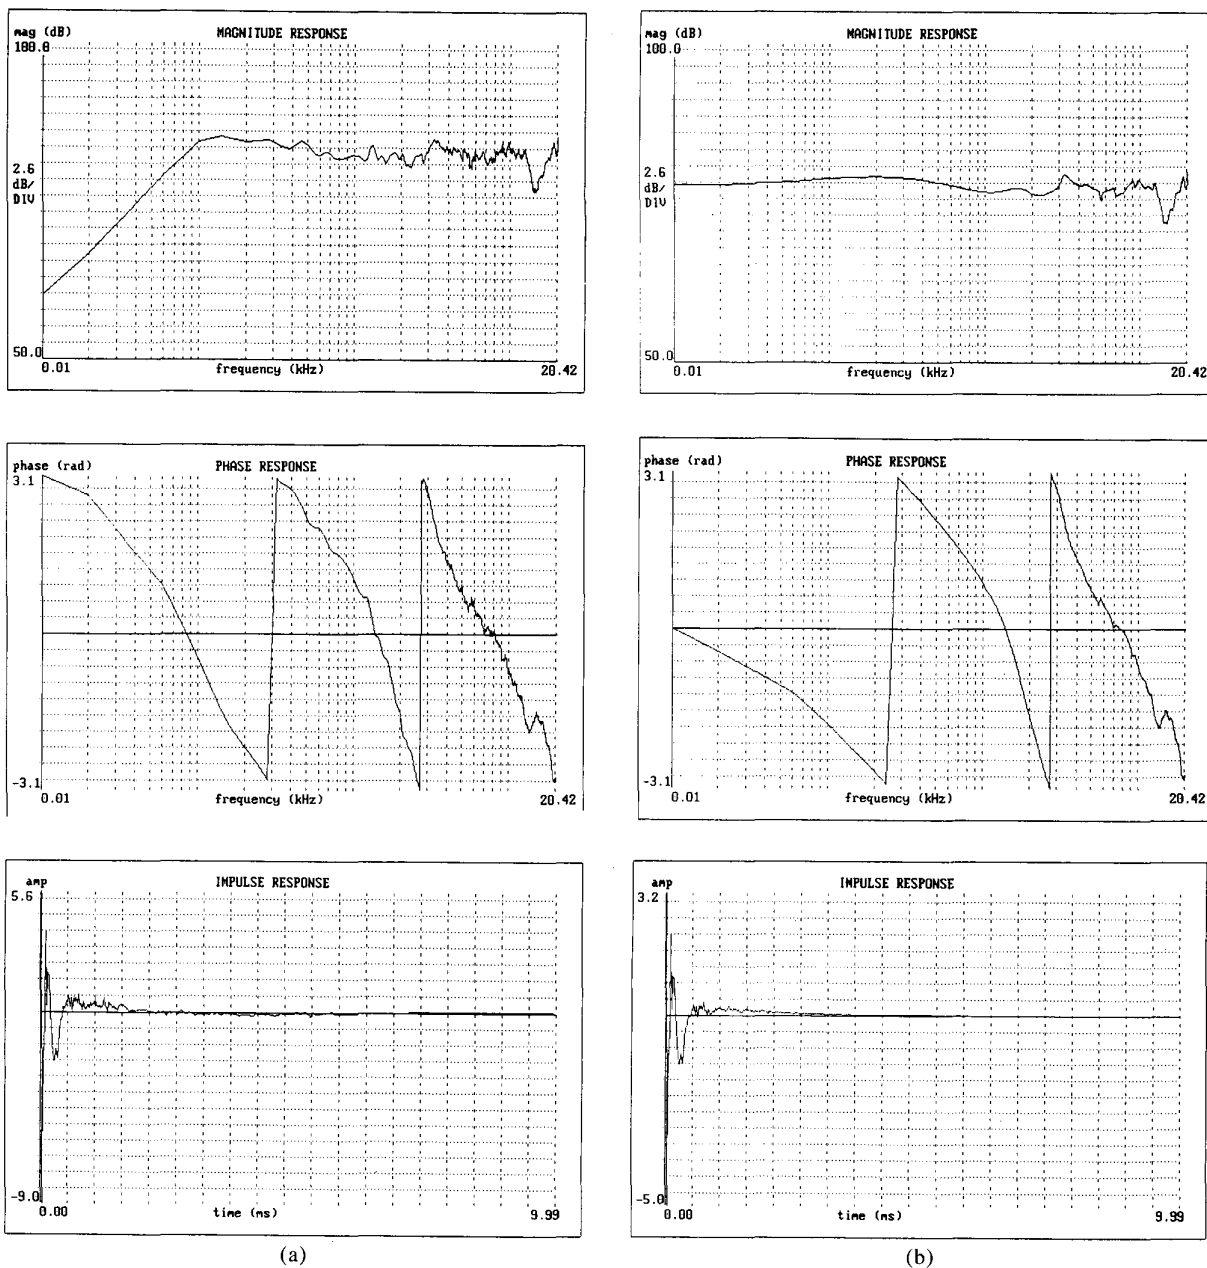 mag (dB) MAGNITUDE RESPONSE
100.0
2.6
dB/
DIV
50.0
0.01 frequency (kHz) 20.42
mag (dB) MAGNITUDE RESPONSE
100.0
2.6
dB/
DIV
50.0
0.01 frequency (kHz) 20.42
phase (rad) PHASE RESPONSE
3.1
-3.1
0.01 frequency (kHz) 20.42
phase (rad) PHASE RESPONSE
3.1
-3.1
0.01 frequency (kHz) 20.42
amp IMPULSE RESPONSE
5.6
-9.0
0.00 time (ms) 9.99
amp IMPULSE RESPONSE
3.2
-5.0
0.00 time (ms) 9.99
(a)
(b)